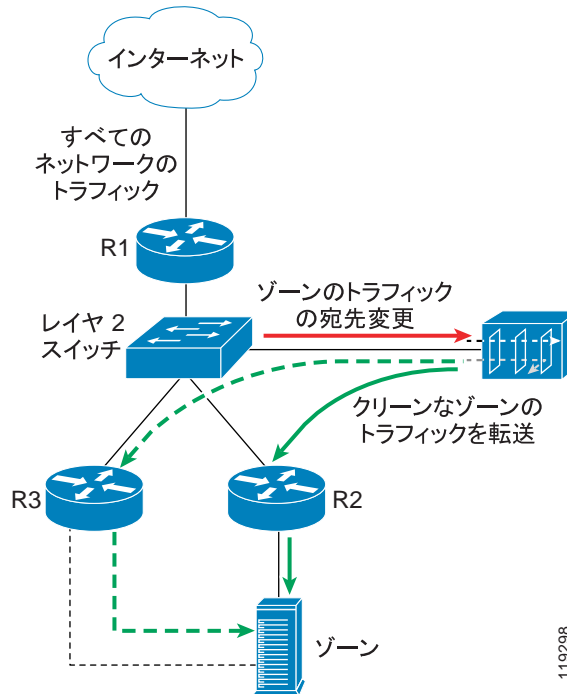 インターネット
すべての
ネットワークの
トラフィック
R1
ゾーンのトラフィック
の宛先変更
レイヤ 2
スイッチ
クリーンなゾーンの
トラフィックを転送
R3
R2
ゾーン
119298